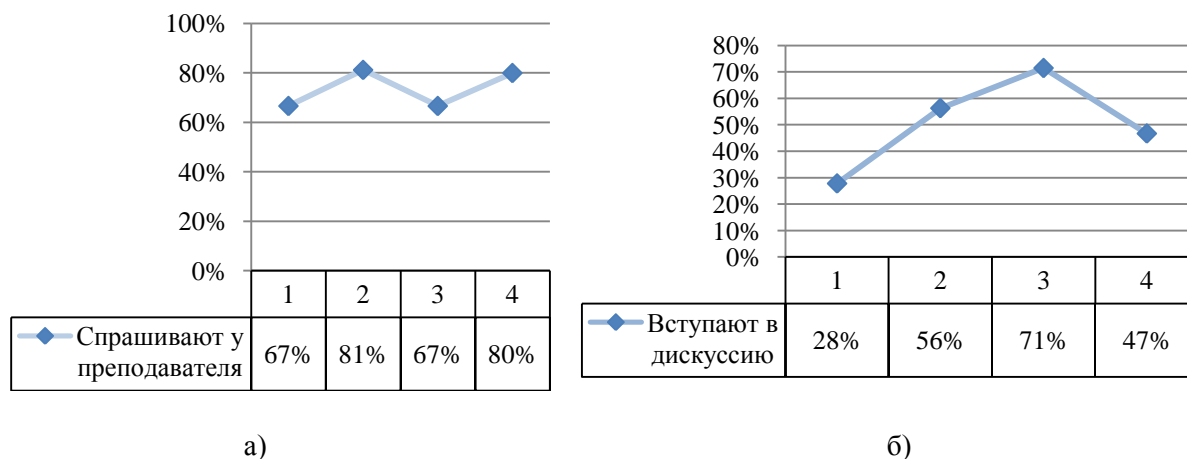 100%
80%
60%
40%
20%
0%
1 2 3 4
Спрашивают у
преподавателя
67% 81% 67% 80%
а)
80%
70%
60%
50%
40%
30%
20%
10%
0%
1 2 3 4
Вступают в
дискуссию
28% 56% 71% 47%
б)